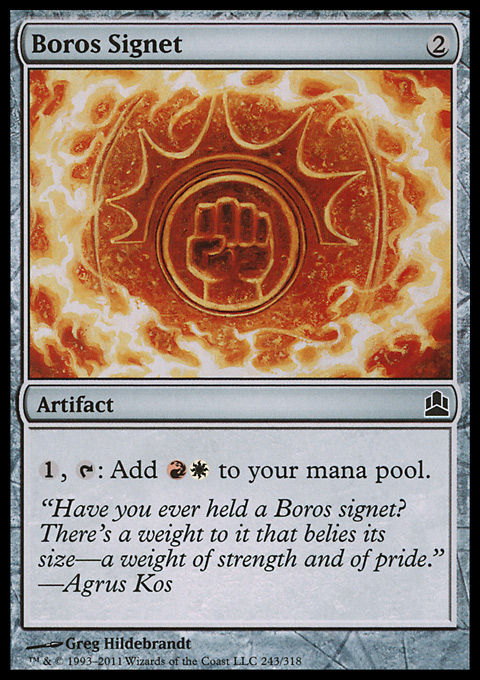 Boros Signet 2
Artifact
1, : Add to your mana pool.
“Have you ever held a Boros signet?
There’s a weight to it that belies its
size—a weight of strength and of pride.”
—Agrus Kos
Greg Hildebrandt
™ & © 1993–2011 Wizards of the Coast LLC 243/318